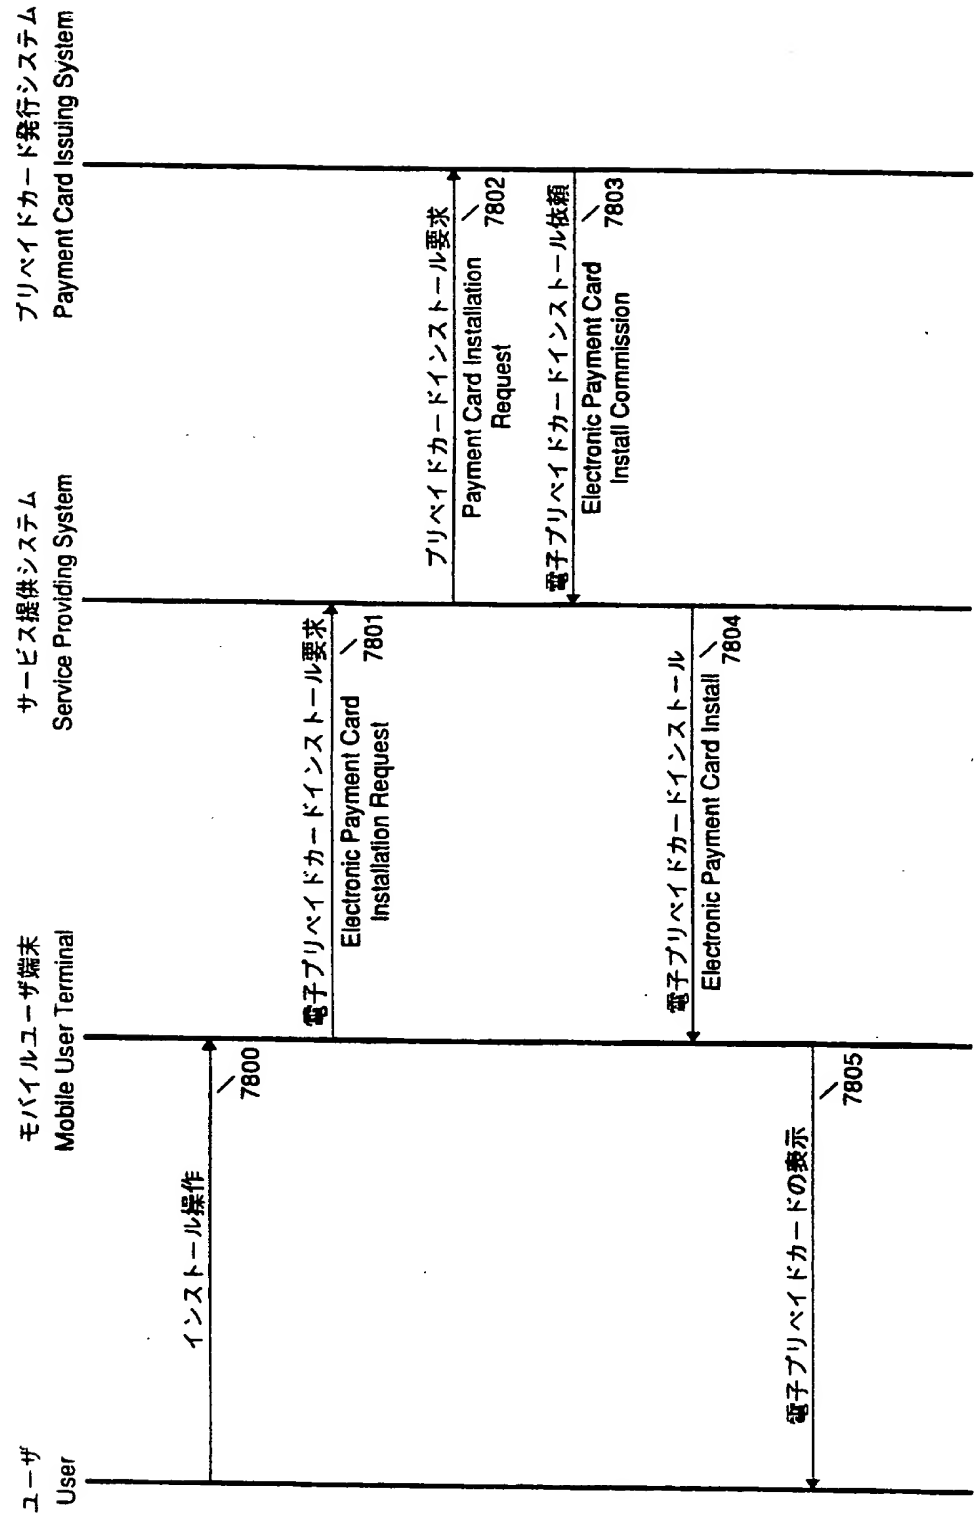 ユーザ
User
モバイルユーザ端末
Mobile User Terminal
サービス提供システム
Service Providing System
プリペイドカード発行システム
Payment Card Issuing System
インストール操作
7800
電子プリペイドカードインストール要求
7801
Electronic Payment Card
Installation Request
プリペイドカードインストール要求
7802
Payment Card Installation
Request
電子プリペイドカードインストール依頼
7803
Electronic Payment Card
Install Commission
電子プリペイドカードインストール
7804
Electronic Payment Card Install
電子プリペイドカードの表示
7805